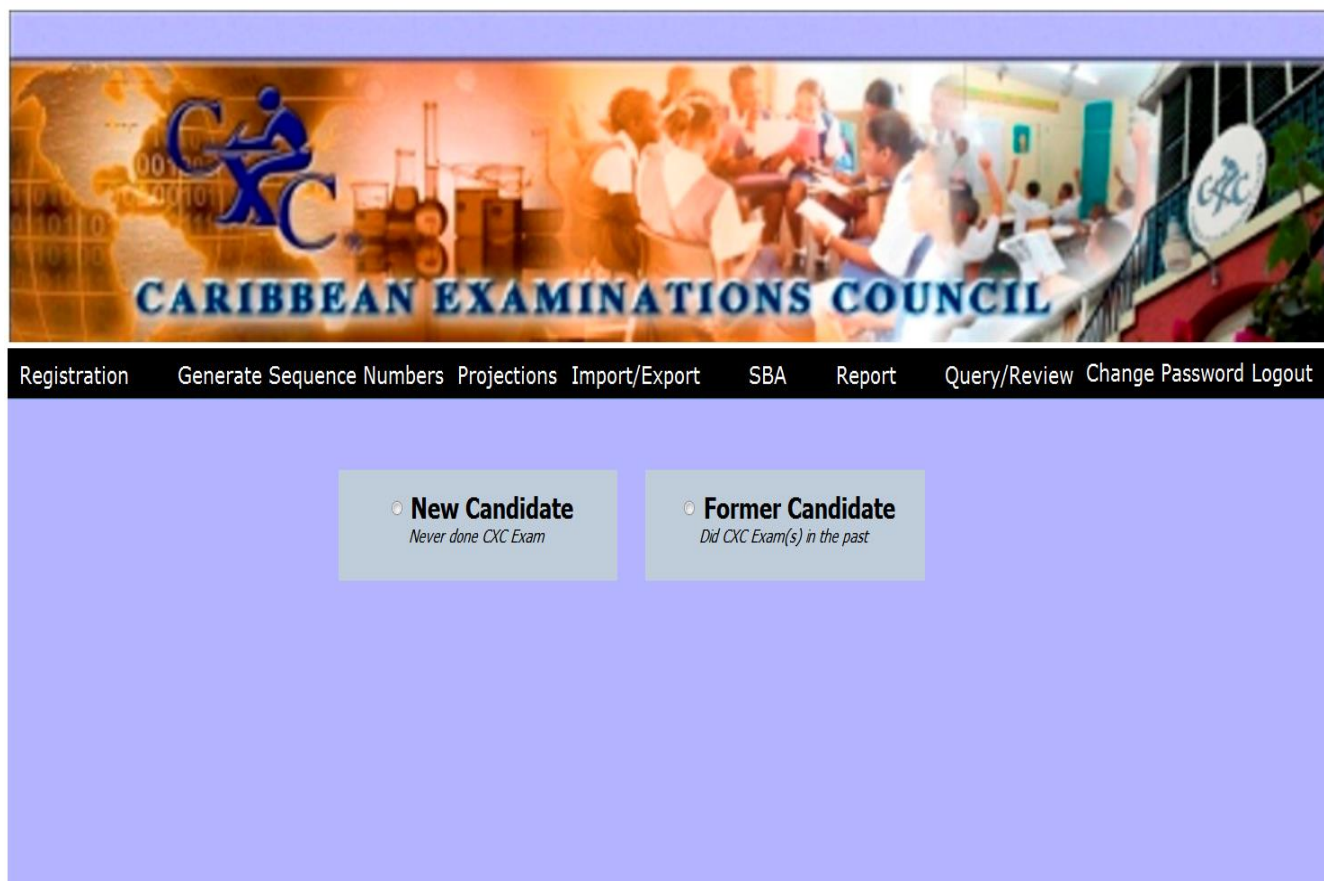 CXC
CARIBBEAN EXAMINATIONS COUNCIL
CXC
Registration Generate Sequence Numbers Projections Import/Export SBA Report Query/Review Change Password Logout
New Candidate
Never done CXC Exam
Former Candidate
Did CXC Exam(s) in the past